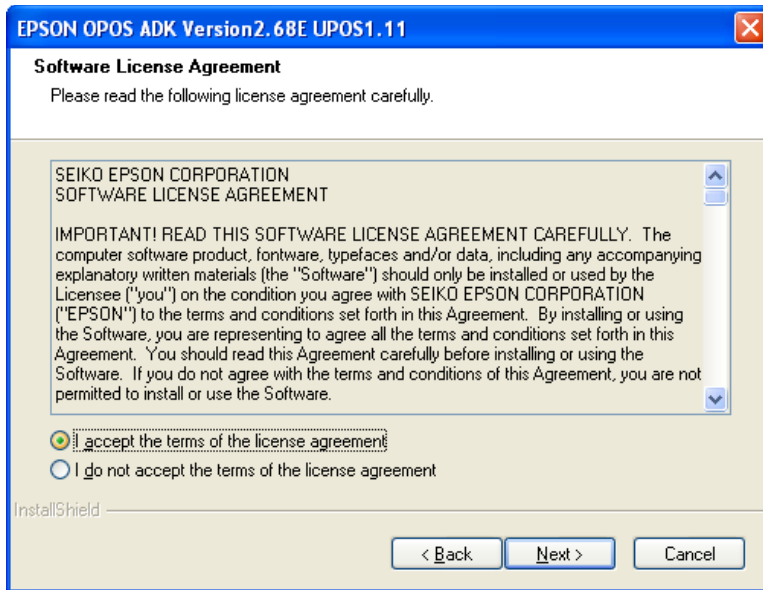 EPSON OPOS ADK Version2.68E UPOS1.11
Software License Agreement
Please read the following license agreement carefully.
SEIKO EPSON CORPORATION
SOFTWARE LICENSE AGREEMENT
IMPORTANT! READ THIS SOFTWARE LICENSE AGREEMENT CAREFULLY. The
computer software product, fontware, typefaces and/or data, including any accompanying
explanatory written materials (the "Software") should only be installed or used by the
Licensee ("you") on the condition you agree with SEIKO EPSON CORPORATION
("EPSON") to the terms and conditions set forth in this Agreement. By installing or using
the Software, you are representing to agree all the terms and conditions set forth in this
Agreement. You should read this Agreement carefully before installing or using the
Software. If you do not agree with the terms and conditions of this Agreement, you are not
permitted to install or use the Software.
I accept the terms of the license agreement
I do not accept the terms of the license agreement
InstallShield
< Back
Next >
Cancel